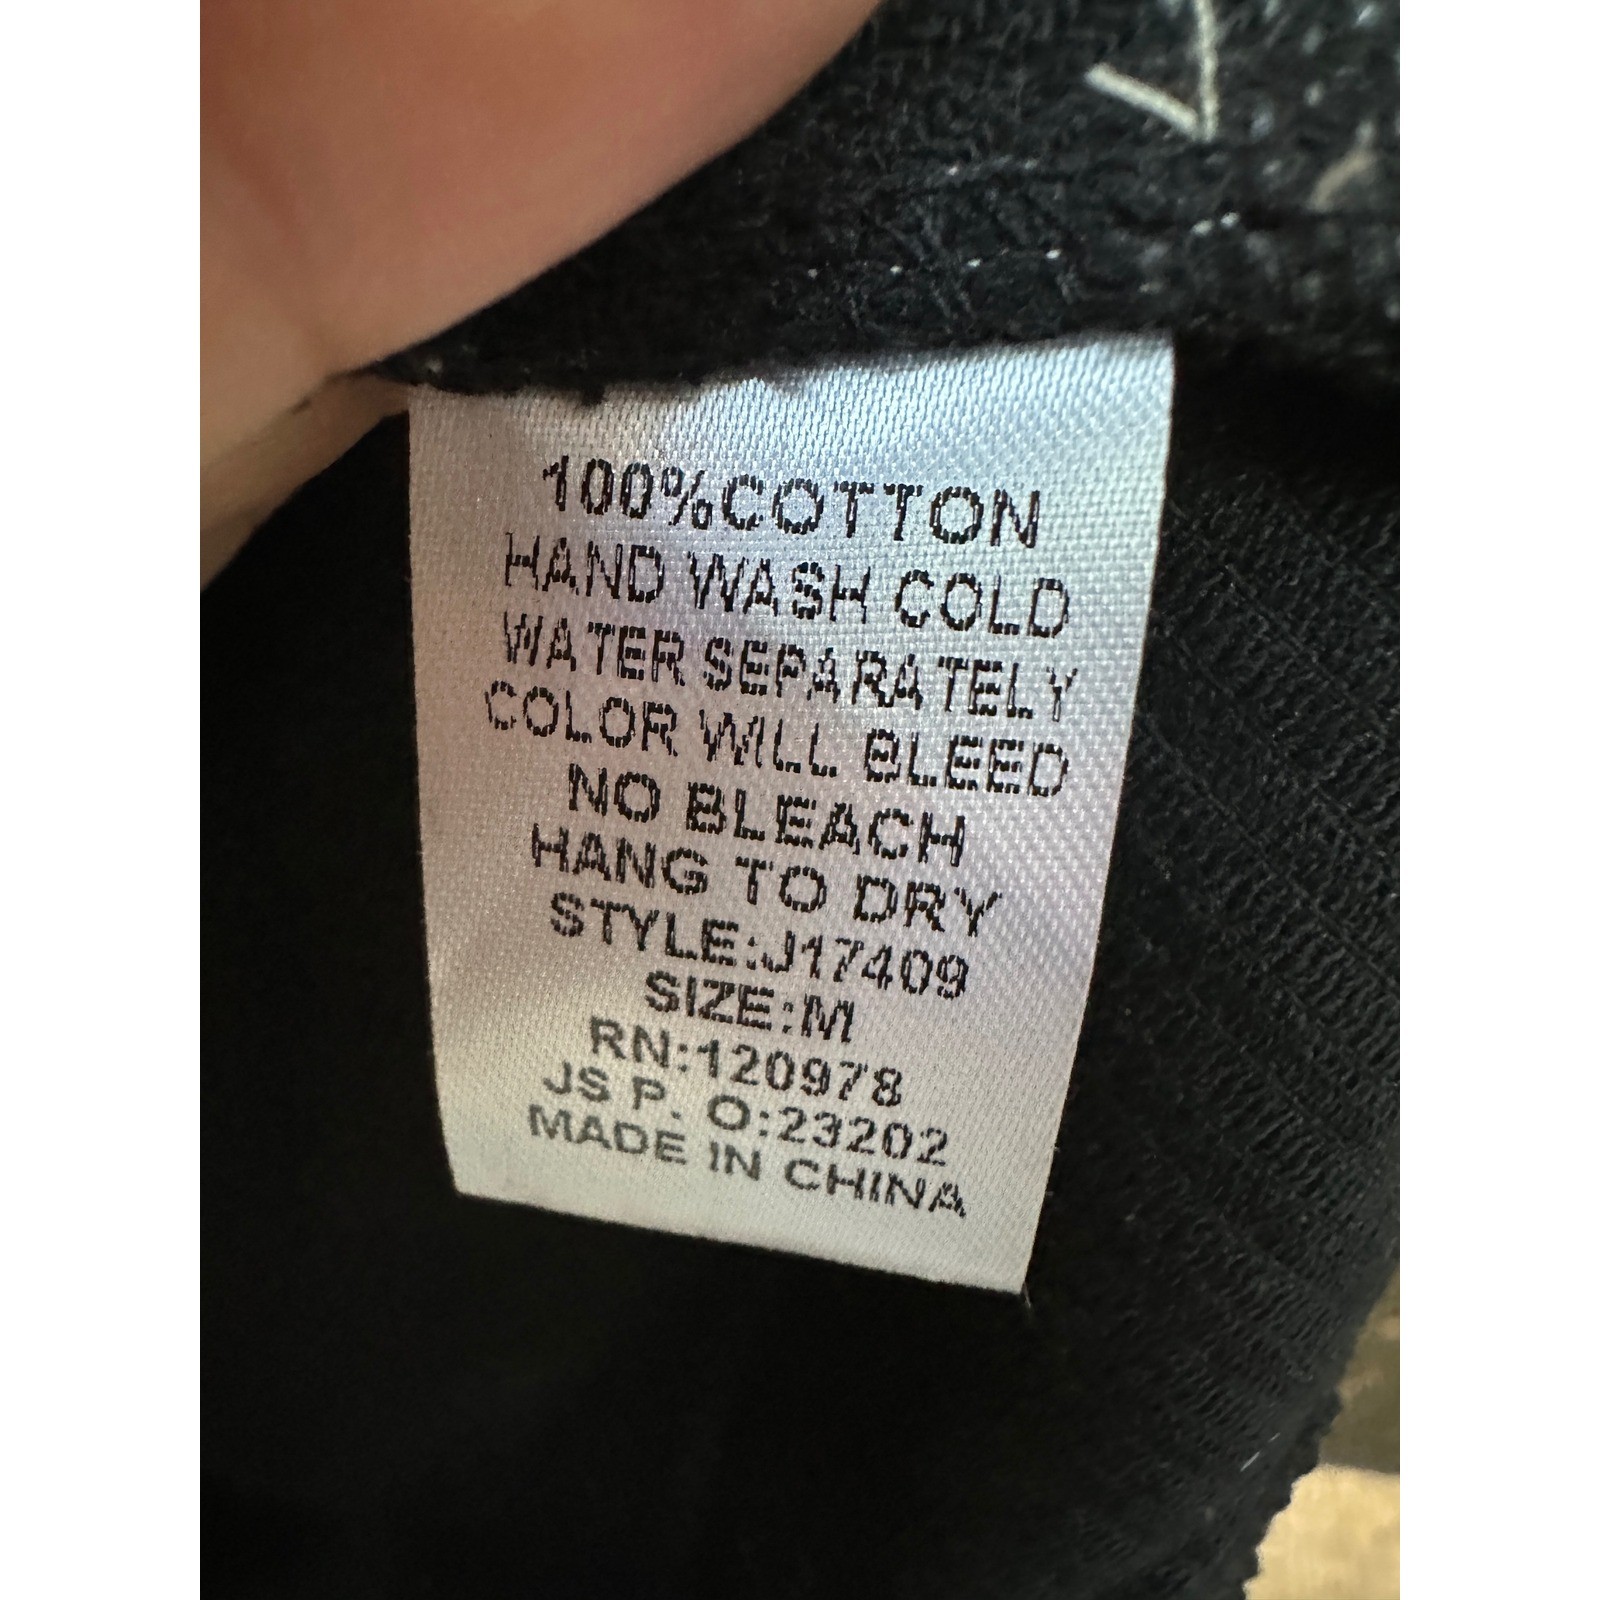 100%COTTON
HAND WASH COLD
WATER SEPARATELY
COLOR WILL BLEED
NO BLEACH
HANG TO DRY
STYLE:J17409
SIZE:M
RN:120978
JS P. O:23202
MADE IN CHINA